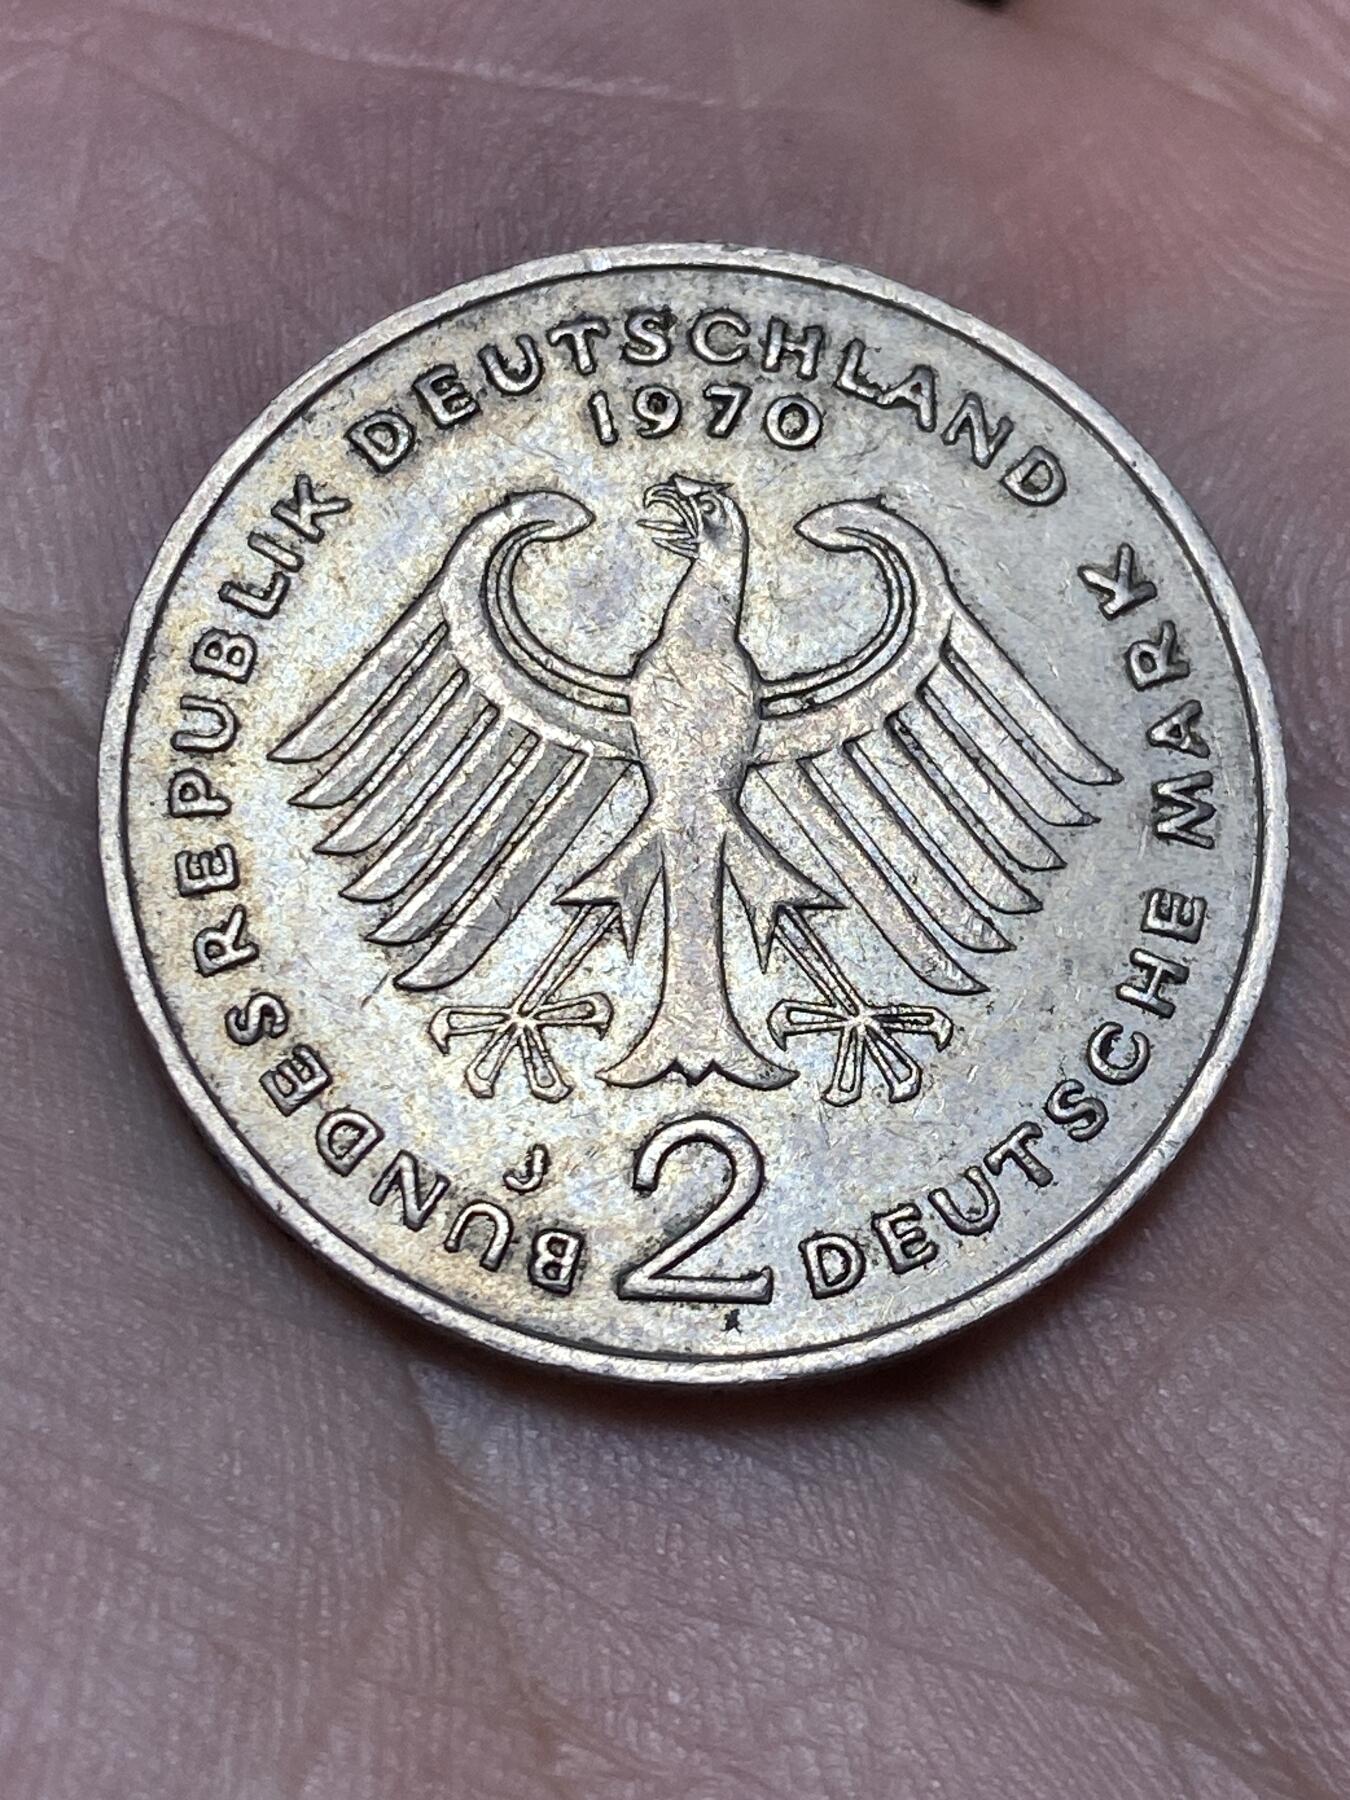 BUNDESREPUBLIK DEUTSCHLAND
1970
J
2
DEUTSCHE MARK